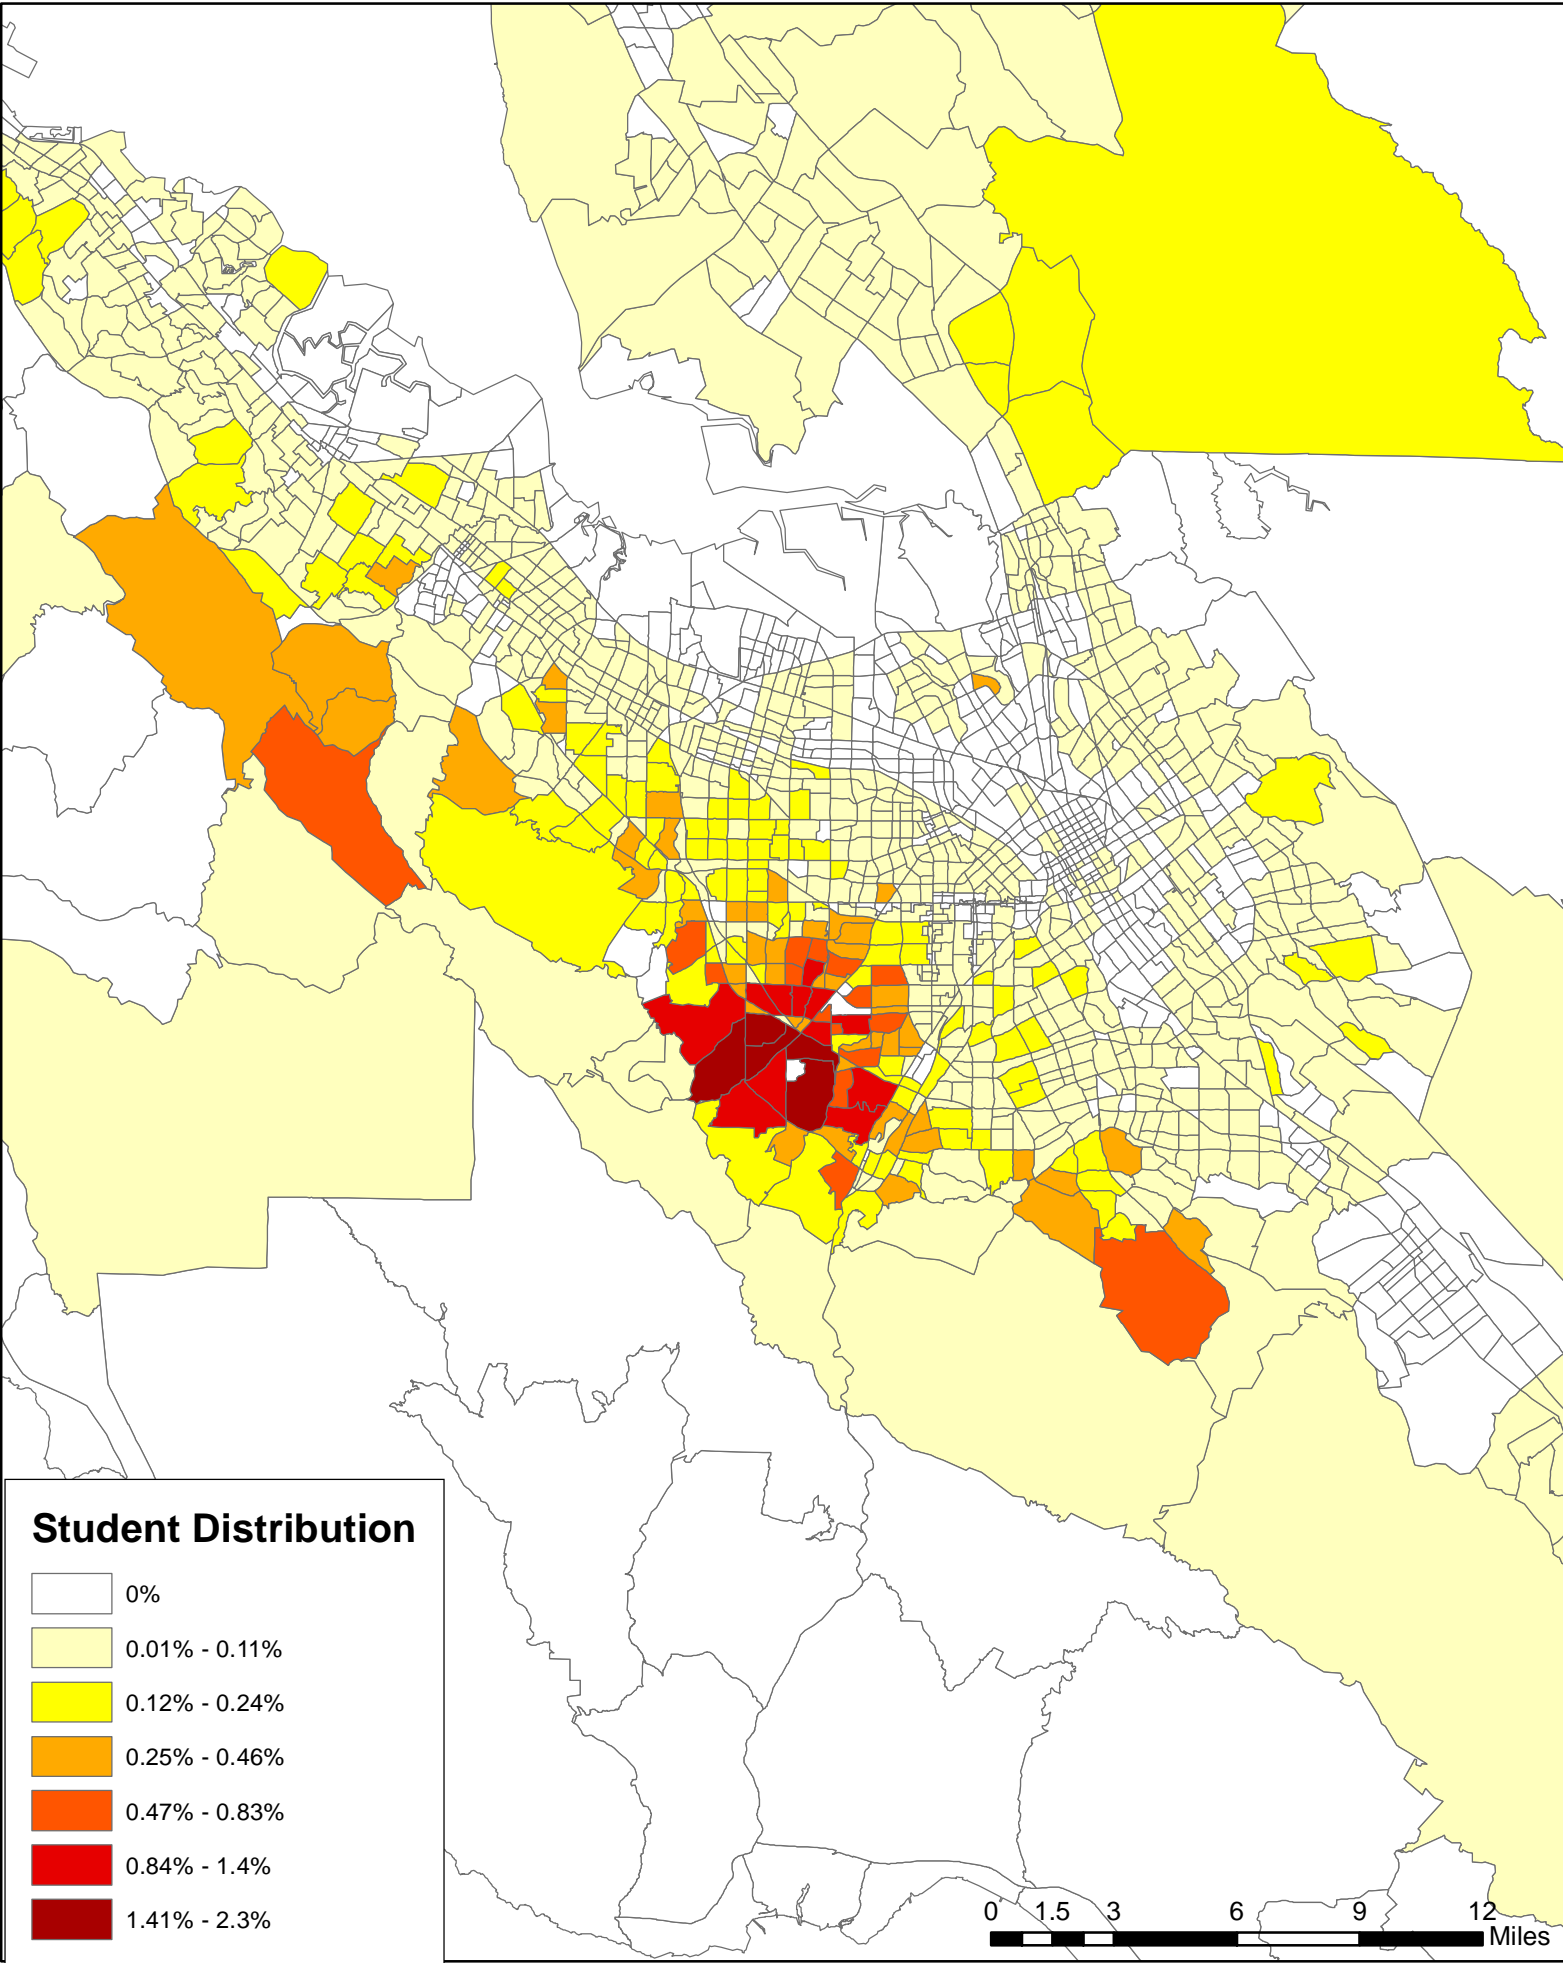 Student Distribution
0%
0.01% - 0.11%
0.12% - 0.24%
0.25% - 0.46%
0.47% - 0.83%
0.84% - 1.4%
1.41% - 2.3%
0 1.5 3 6 9 12
Miles